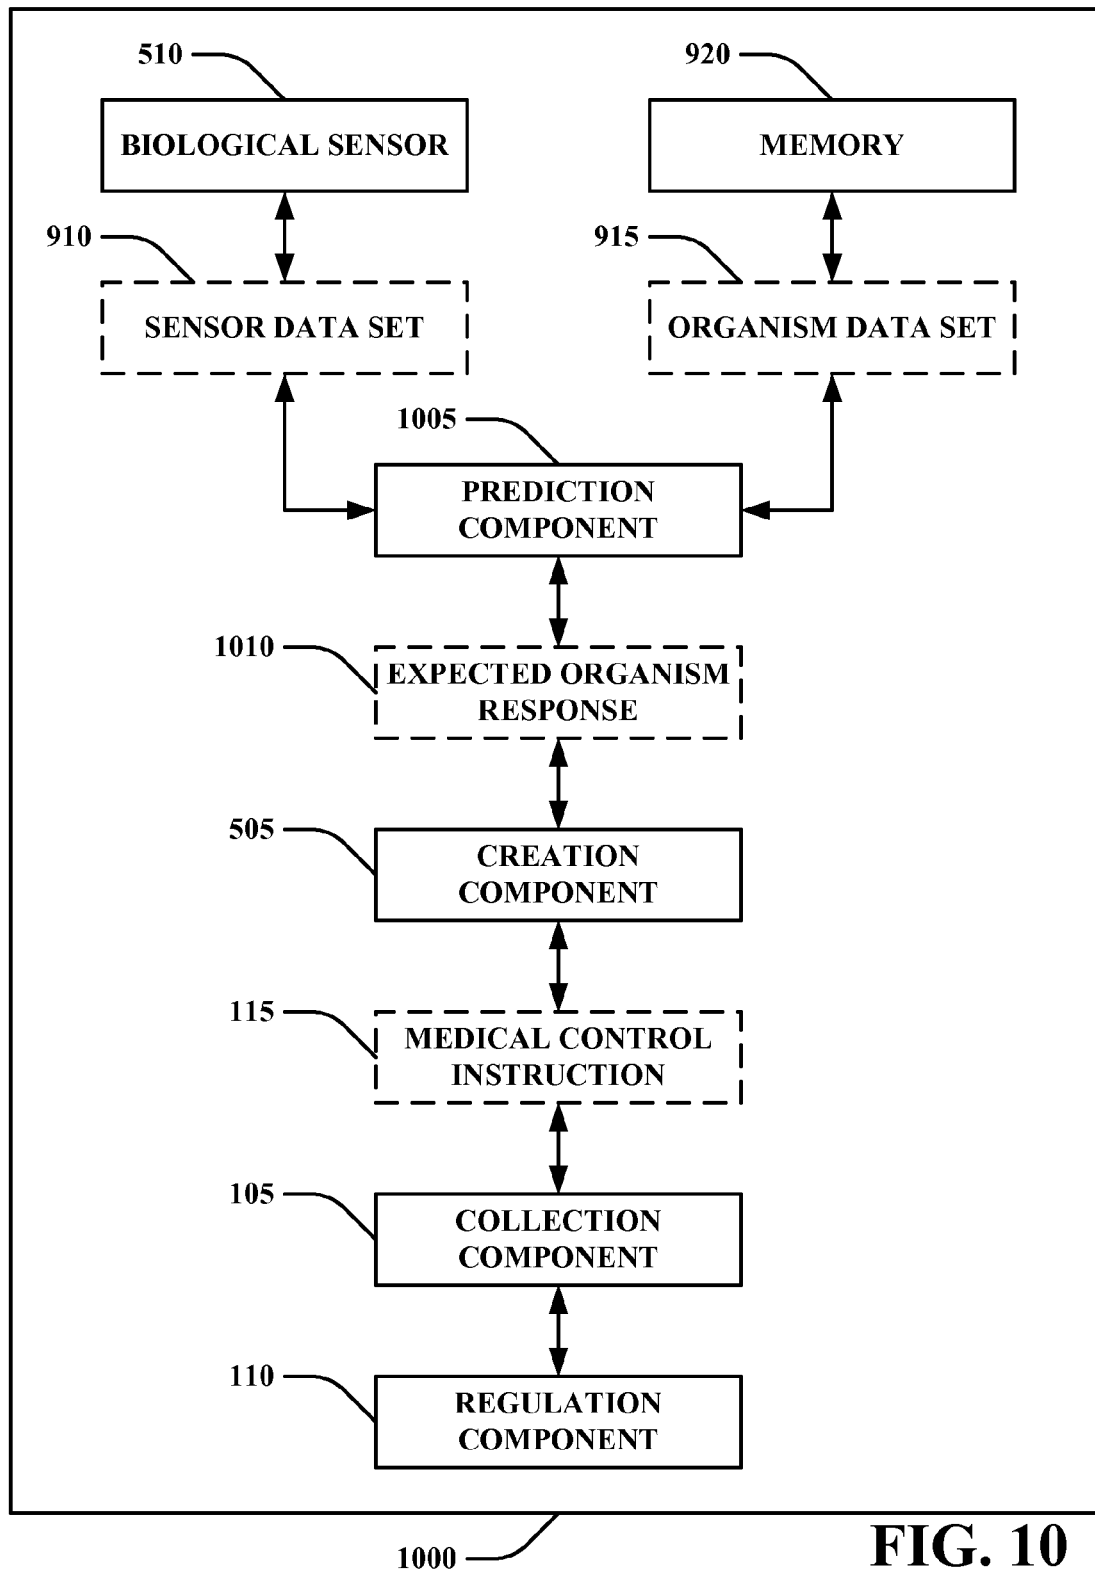 510
920
BIOLOGICAL SENSOR
MEMORY
910
915
SENSOR DATA SET
ORGANISM DATA SET
1005
PREDICTION
COMPONENT
1010
EXPECTED ORGANISM
RESPONSE
505
CREATION
COMPONENT
115
MEDICAL CONTROL
INSTRUCTION
105
COLLECTION
COMPONENT
110
REGULATION
COMPONENT
1000
FIG. 10